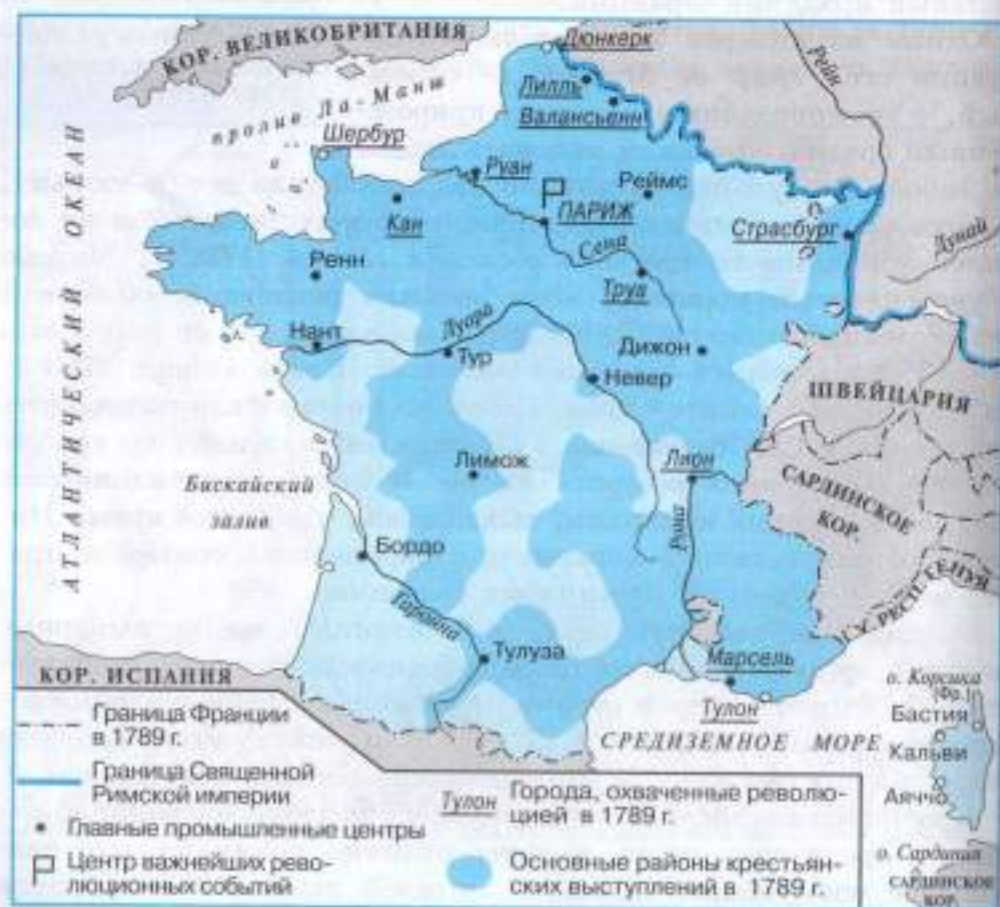 КОР. ВЕЛИКОБРИТАНИЯ
пролив Ла-Манш
АТЛАНТИЧЕСКИЙ ОКЕАН
Дюнкерк
Рейн
Лилль
Валансьенн
Шербур
Руан
Реймс
Кан
ПАРИЖ
Страсбург
Дунай
Сена
Ренн
Труа
Нант
Луара
Тур
Дижон
Невер
ШВЕЙЦАРИЯ
Лимож
Лион
САРДИНСКОЕ
КОР.
Бискайский
залив
Рона
Бордо
РЕСП. ГЕНУЯ
Гаронна
Тулуза
Марсель
КОР. ИСПАНИЯ
Тулон
СРЕДИЗЕМНОЕ МОРЕ
о. Корсика
(Фр.)
Бастия
Кальви
Аяччо
о. Сардиния
САРДИНСКОЕ
КОР.
Граница Франции
в 1789 г.
Граница Священной
Римской империи
Главные промышленные центры
Центр важнейших рево-
люционных событий
Тулон
Города, охваченные револю-
цией в 1789 г.
Основные районы крестьян-
ских выступлений в 1789 г.